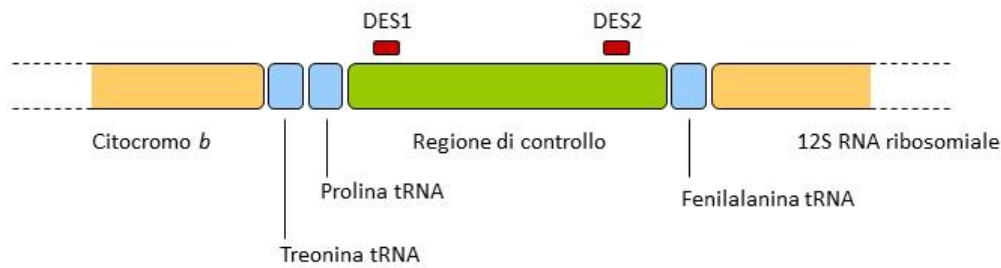 DES1
DES2
Citocromo b
Regione di controllo
12S RNA ribosomiale
Prolina tRNA
Fenilalanina tRNA
Treonina tRNA